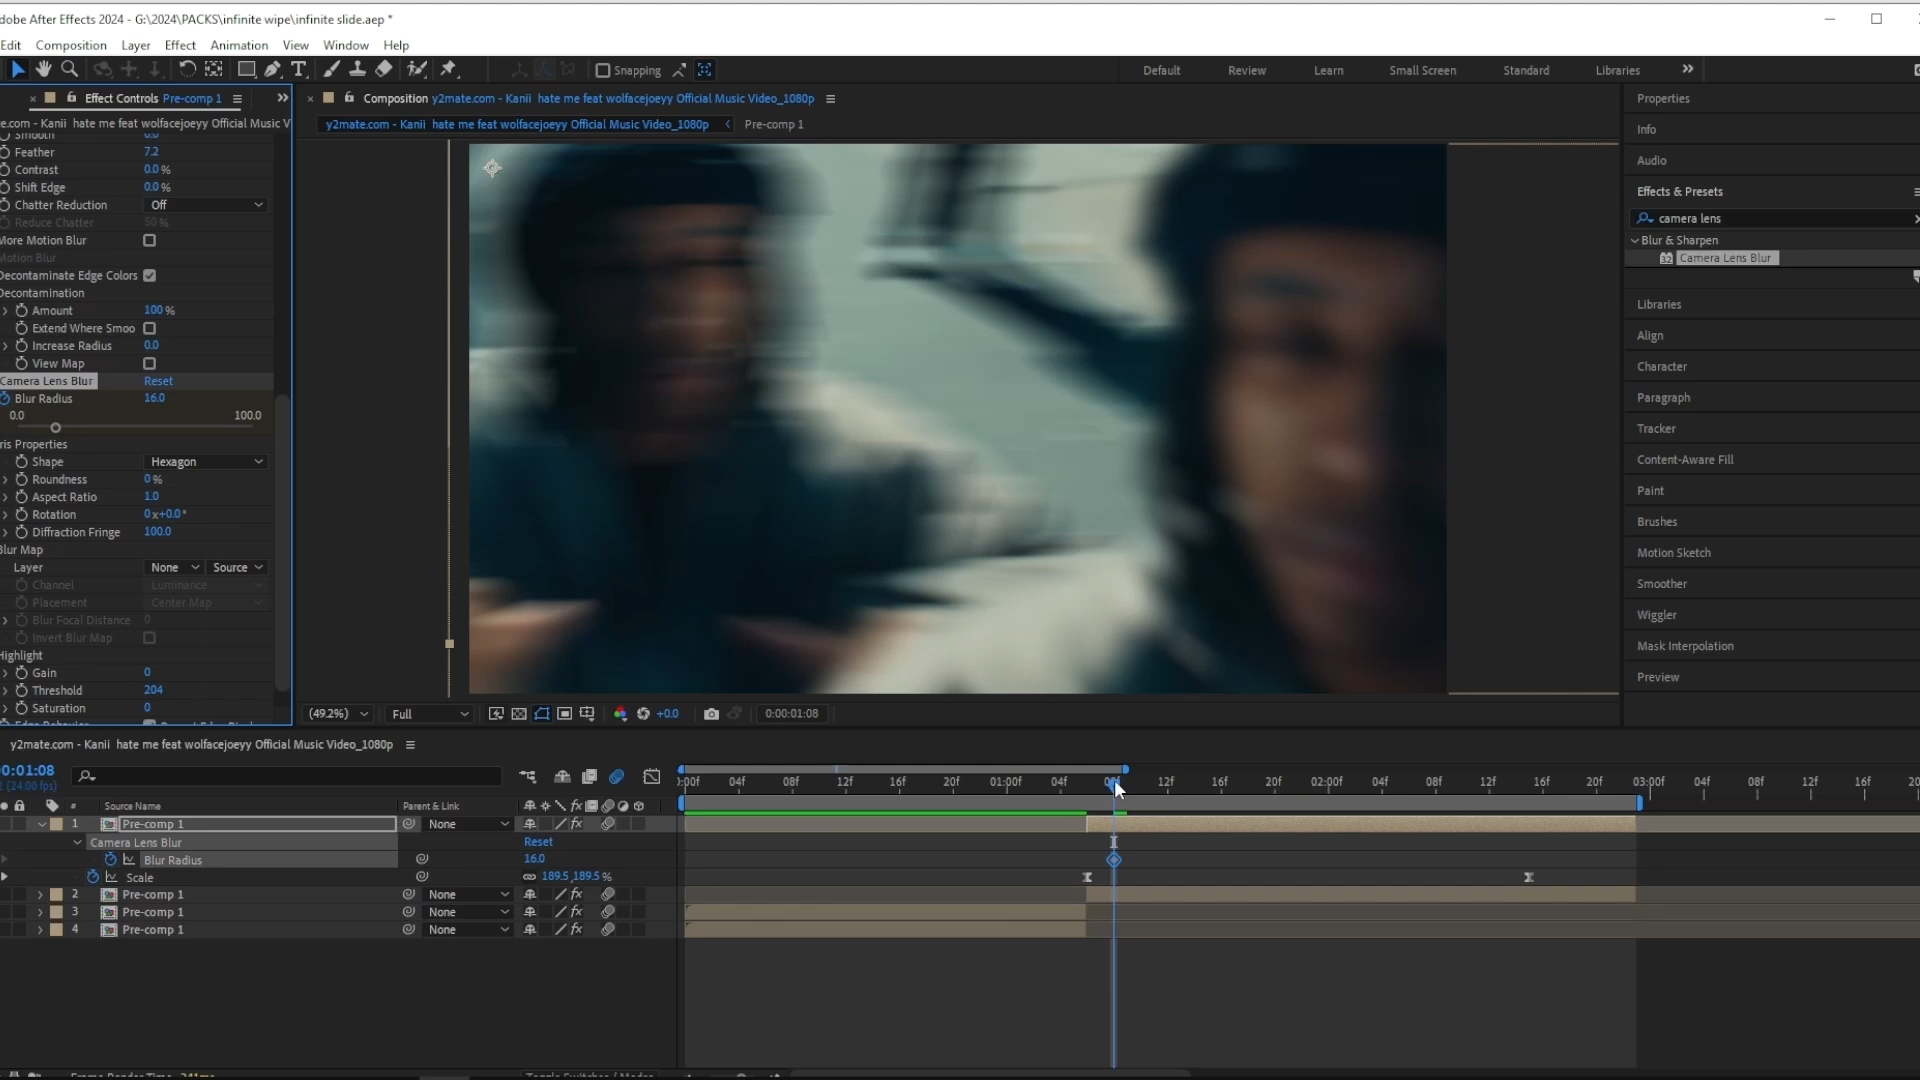 dobe After Effects 2024 - G:\2024\PACKS\infinite wipe\infinite slide.aep *
Edit Composition Layer Effect Animation View Window Help
Snapping
Default Review Learn Small Screen Standard Libraries
Effect Controls Pre-comp 1
e.com - Kanii hate me feat wolfacejoeyy Official Music V
Smooth 0.0
Feather 7.2
Contrast 0.0 %
Shift Edge 0.0 %
Chatter Reduction Off
Reduce Chatter 50 %
More Motion Blur
Motion Blur
Decontaminate Edge Colors
Decontamination
Amount 100 %
Extend Where Smoo
Increase Radius 0.0
View Map
Camera Lens Blur Reset
Blur Radius 16.0
0.0 100.0
ris Properties
Shape Hexagon
Roundness 0 %
Aspect Ratio 1.0
Rotation 0x+0.0°
Diffraction Fringe 100.0
Blur Map
Layer None Source
Channel Luminance
Placement Center Map
Blur Focal Distance 0
Invert Blur Map
Highlight
Gain 0
Threshold 204
Saturation 0
Composition y2mate.com - Kanii hate me feat wolfacejoeyy Official Music Video_1080p
y2mate.com - Kanii hate me feat wolfacejoeyy Official Music Video_1080p Pre-comp 1
(49.2%) Full +0.0 0:00:01:08
Properties
Info
Audio
Effects & Presets
camera lens
Blur & Sharpen
32 Camera Lens Blur
Libraries
Align
Character
Paragraph
Tracker
Content-Aware Fill
Paint
Brushes
Motion Sketch
Smoother
Wiggler
Mask Interpolation
Preview
y2mate.com - Kanii hate me feat wolfacejoeyy Official Music Video_1080p
00:01:08
(24.00 fps)
:00f 04f 08f 12f 16f 20f 01:00f 04f 12f 16f 20f 02:00f 04f 08f 12f 16f 20f 03:00f 04f 08f 12f 16f 20
# Source Name Parent & Link
1 Pre-comp 1 None
Camera Lens Blur Reset
Blur Radius 16.0
Scale 189.5,189.5 %
2 Pre-comp 1 None
3 Pre-comp 1 None
4 Pre-comp 1 None
Frame Render Time 241ms
Toggle Switches / Modes